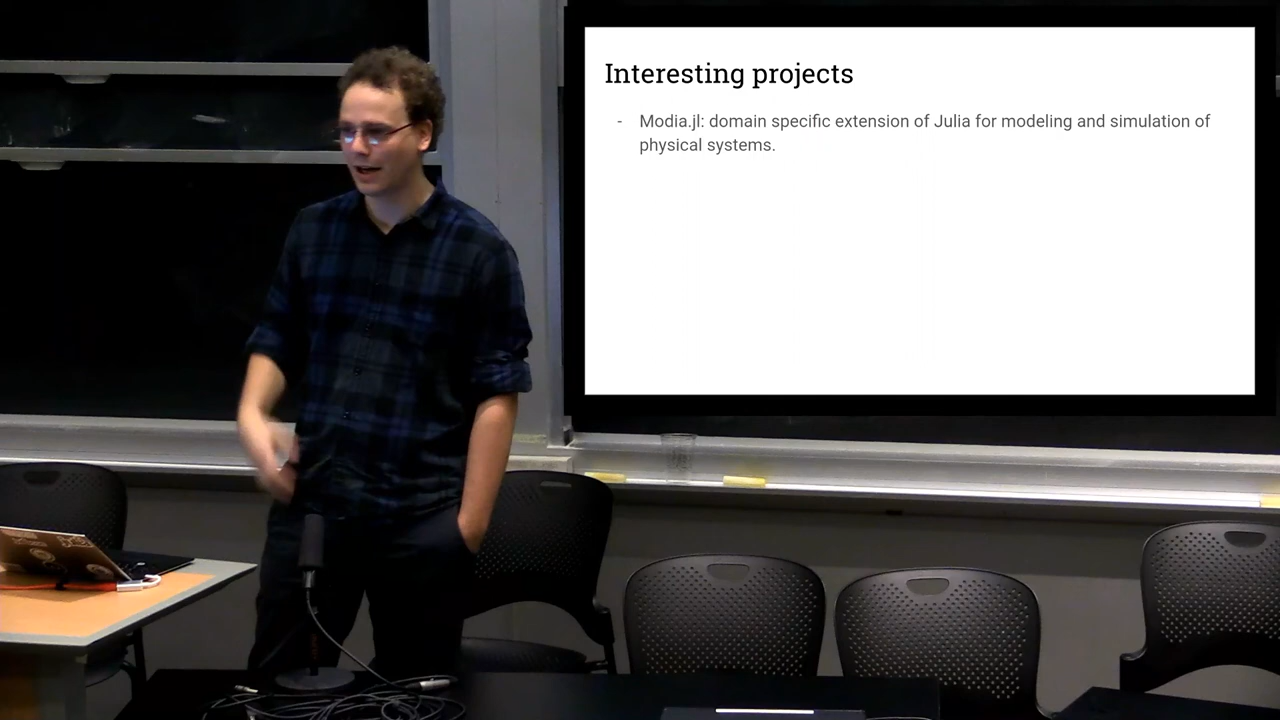 Interesting projects
- Modia.jl: domain specific extension of Julia for modeling and simulation of
physical systems.